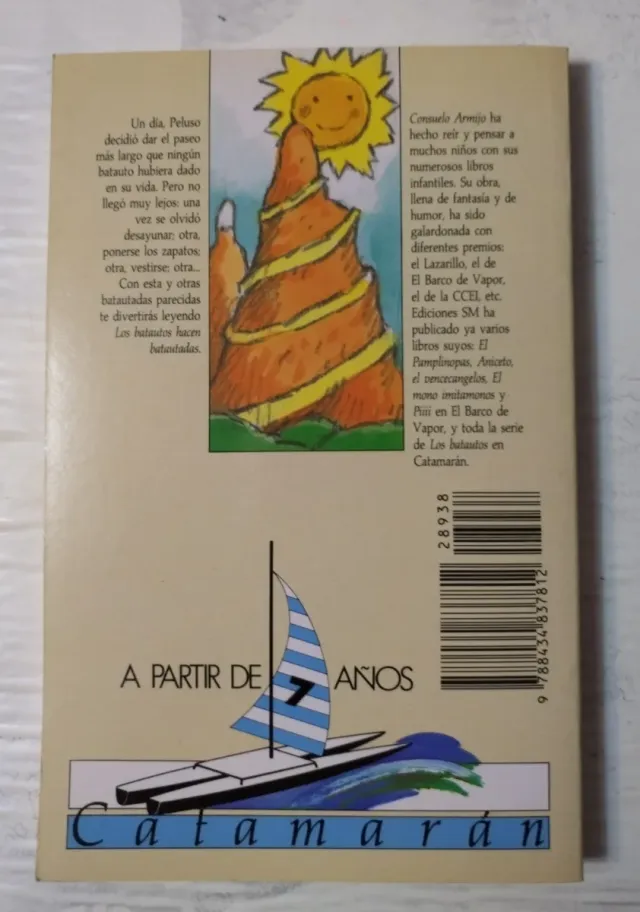 Un día, Peluso
decidió dar el paseo
más largo que ningún
batauto hubiera dado
en su vida. Pero no
llegó muy lejos: una
vez se olvidó
desayunar; otra,
ponerse los zapatos;
otra, vestirse; otra...
Con esta y otras
batautadas parecidas
te divertirás leyendo
Los batautos hacen
batautadas.
Consuelo Armijo ha
hecho reír y pensar a
muchos niños con sus
numerosos libros
infantiles. Su obra,
llena de fantasía y de
humor, ha sido
galardonada con
diferentes premios:
el Lazarillo, el de
El Barco de Vapor,
el de la CCEI, etc.
Ediciones SM ha
publicado ya varios
libros suyos: El
Pamplinopas, Aniceto,
el vencecangelos, El
mono imitamonos y
Piiii en El Barco de
Vapor, y toda la serie
de Los batautos en
Catamarán.
28938
9 788434 837812
A PARTIR DE 7 AÑOS
Catamarán